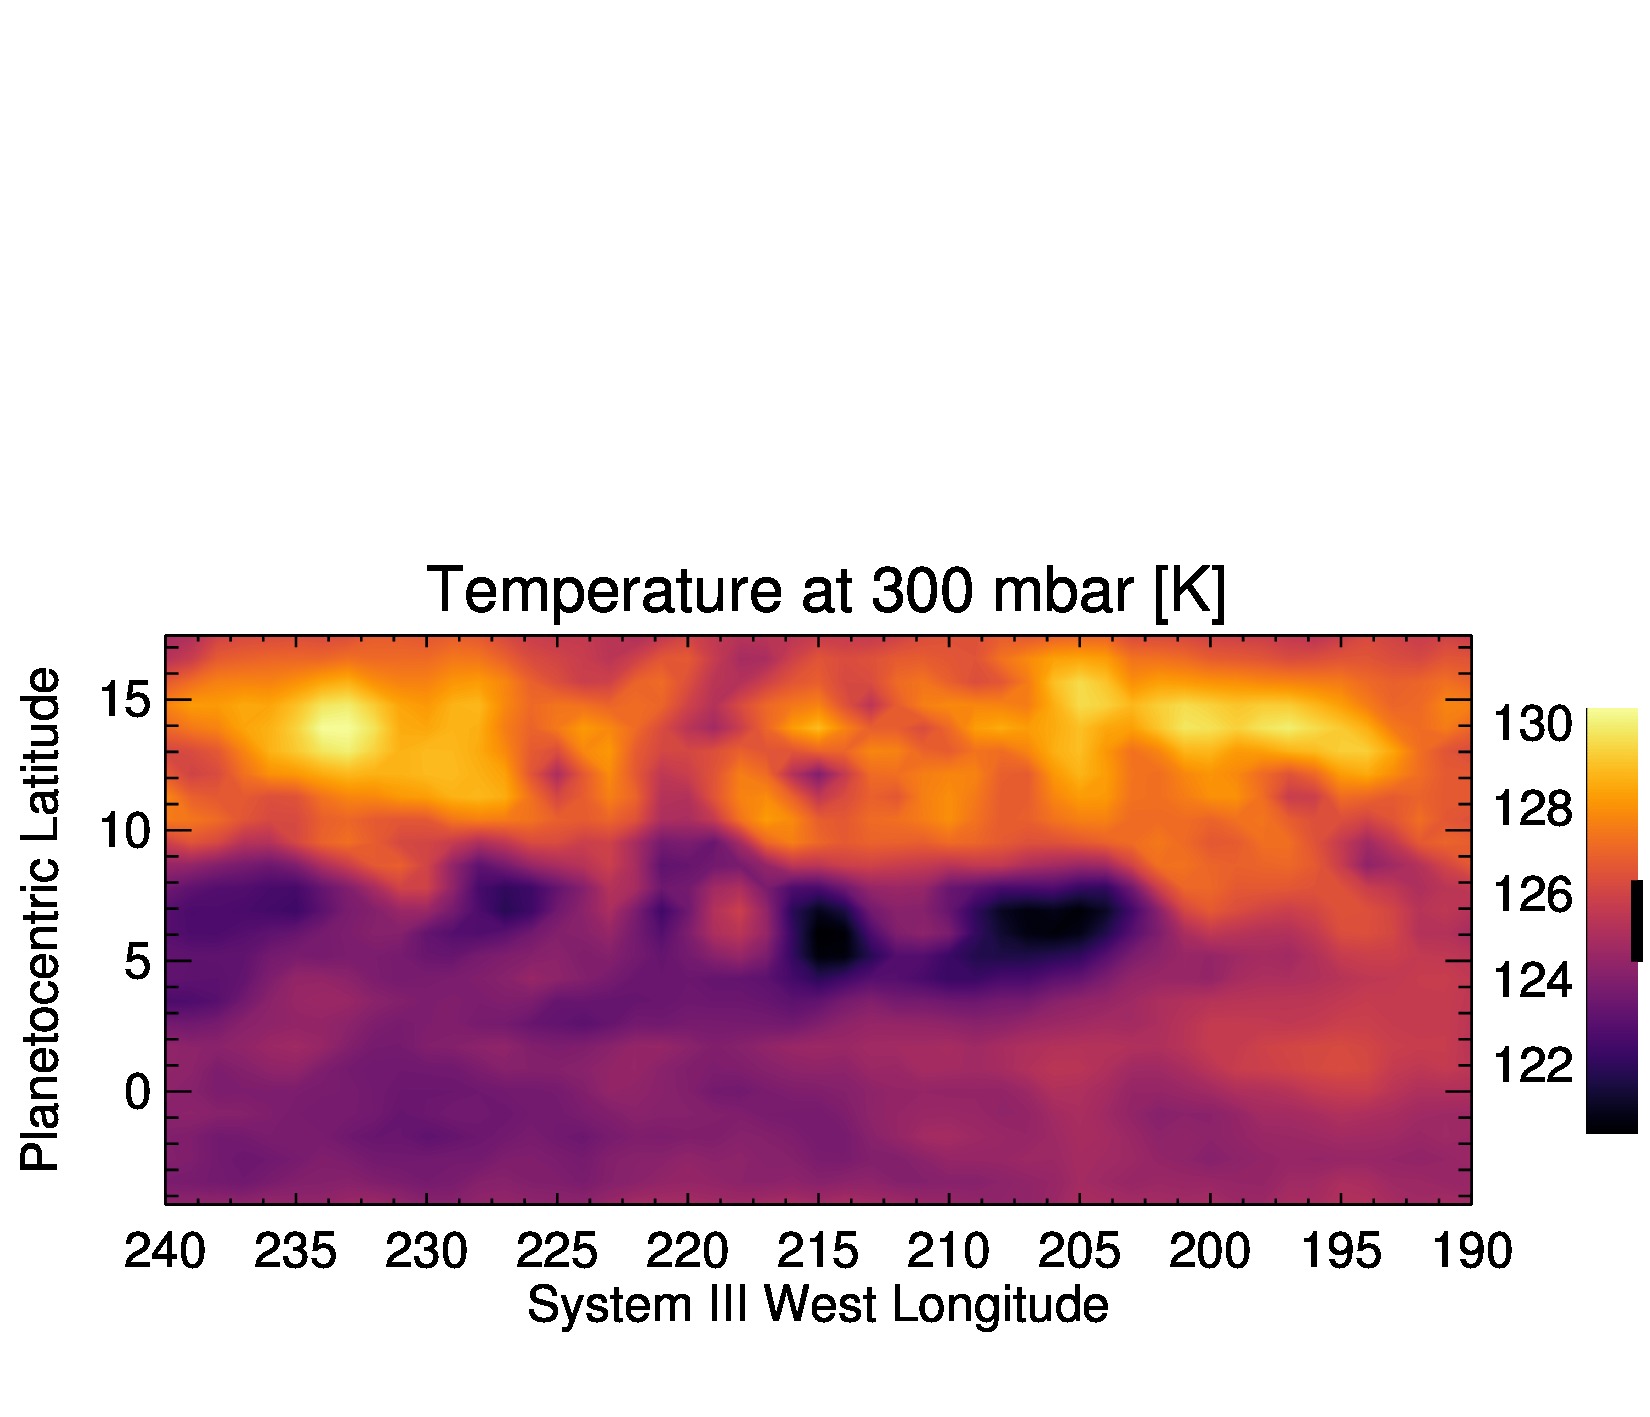 Temperature at 300 mbar [K]
Planetocentric Latitude
15
10
5
0
240 235 230 225 220 215 210 205 200 195 190
System III West Longitude
130
128
126
124
122